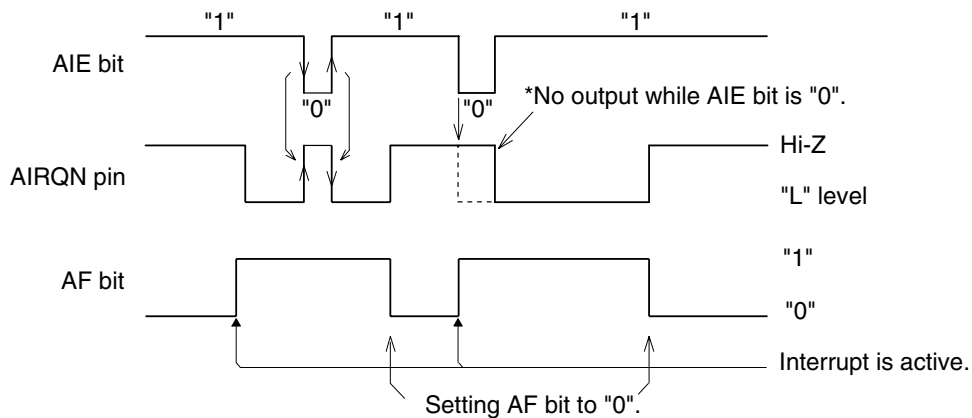 "1" "1" "1"
AIE bit
"0" "0" *No output while AIE bit is "0".
Hi-Z
AIRQN pin
"L" level
"1"
AF bit
"0"
Interrupt is active.
Setting AF bit to "0".